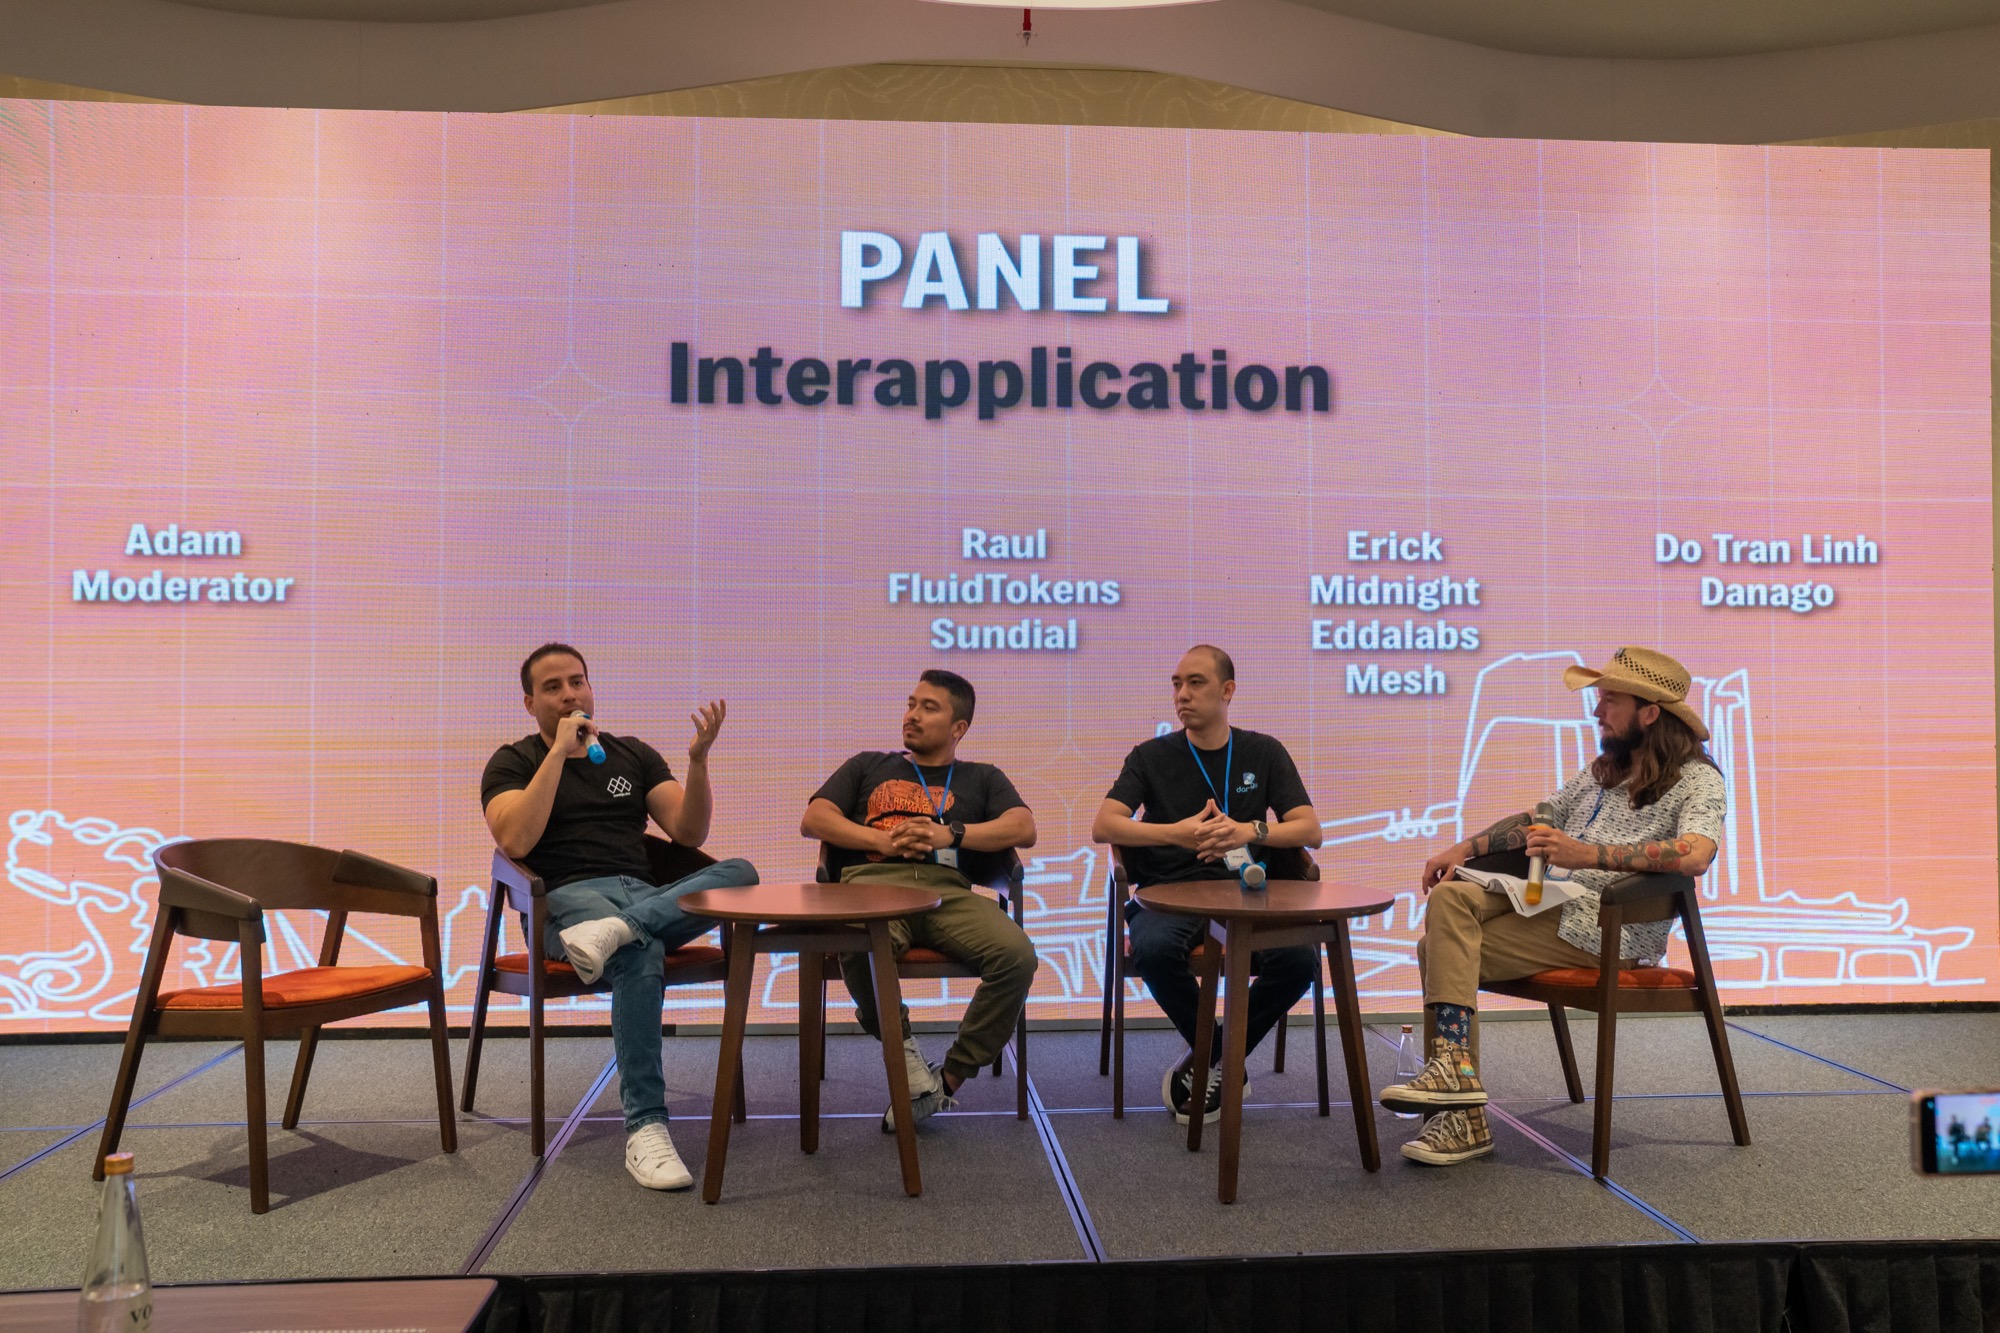 PANEL
Interapplication
Adam
Moderator
Raul
FluidTokens
Sundial
Erick
Midnight
Eddalabs
Mesh
Do Tran Linh
Danago